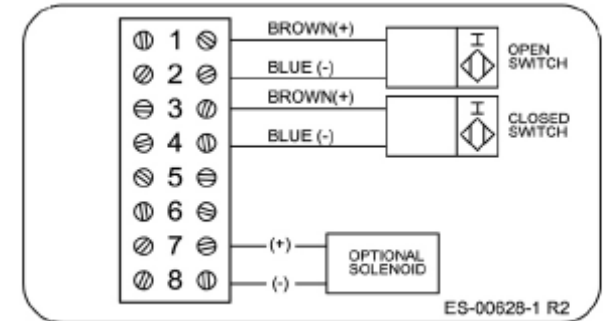 1 BROWN(+) OPEN
2 BLUE (-) SWITCH
3 BROWN(+) CLOSED
4 BLUE (-) SWITCH
5
6
7 (+) OPTIONAL
8 (-) SOLENOID
ES-00628-1 R2